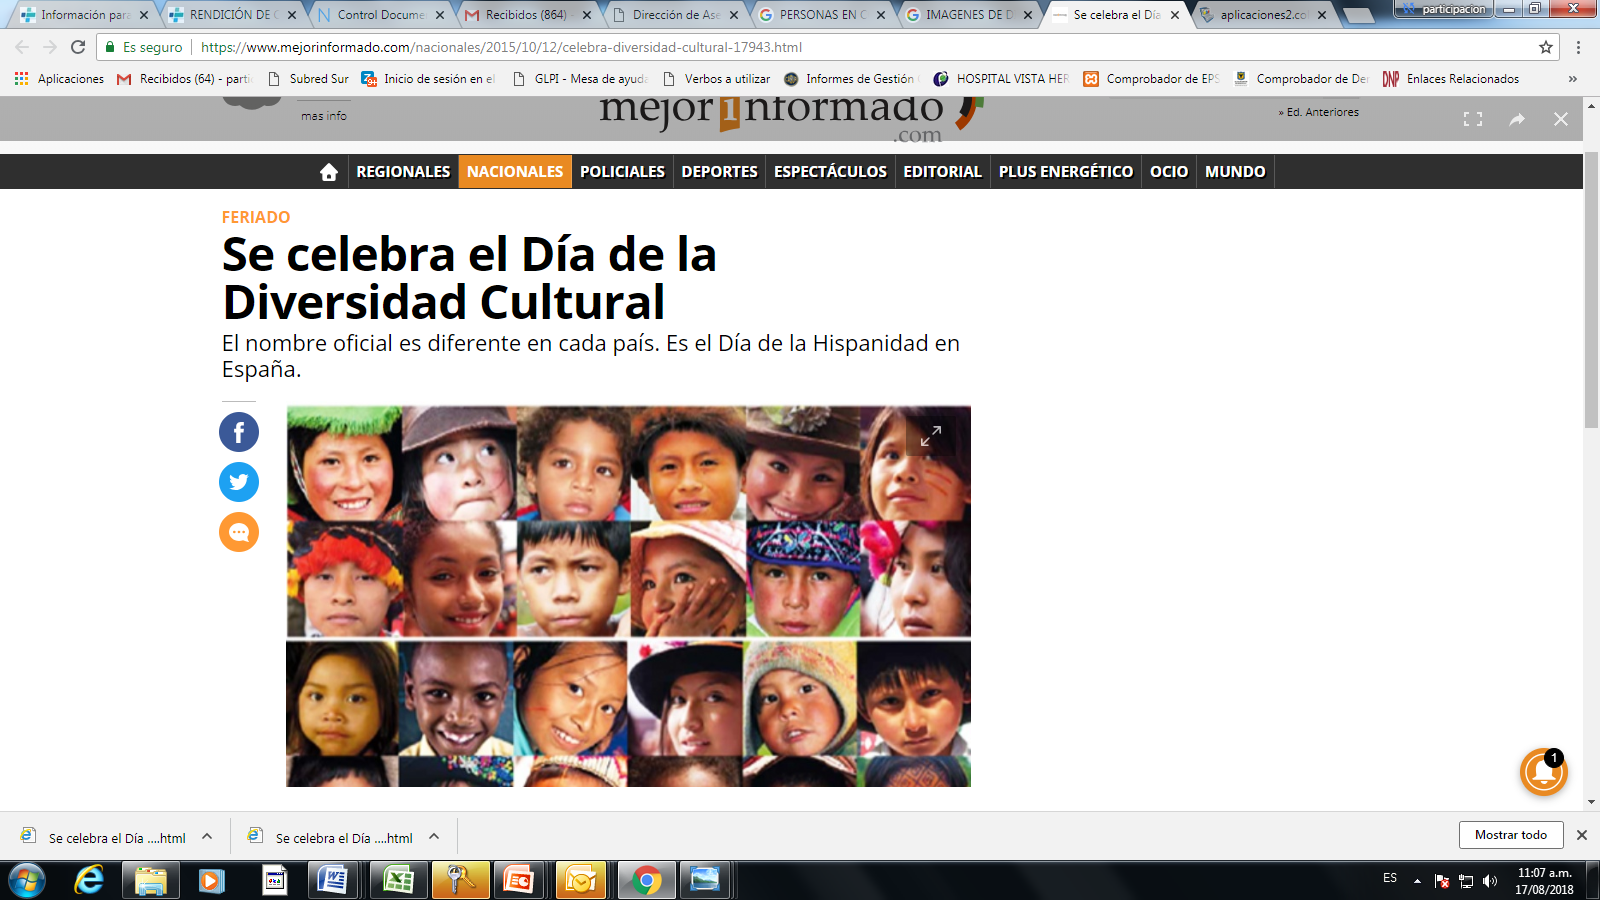 Información para
RENDICIÓN DE C
Control Docume
Recibidos (864) -
Dirección de Ase
PERSONAS EN C
IMAGENES DE D
Se celebra el Día
aplicaciones2.col
participacion
Es seguro
https://www.mejorinformado.com/nacionales/2015/10/12/celebra-diversidad-cultural-17943.html
Aplicaciones
Recibidos (64) - parti
Subred Sur
Inicio de sesión en el
GLPI - Mesa de ayuda
Verbos a utilizar
Informes de Gestión
HOSPITAL VISTA HER
Comprobador de EPS
Comprobador de Der
DNP Enlaces Relacionados
»
mas info
mejorinformado
.com
» Ed. Anteriores
REGIONALES
NACIONALES
POLICIALES
DEPORTES
ESPECTÁCULOS
EDITORIAL
PLUS ENERGÉTICO
OCIO
MUNDO
FERIADO
Se celebra el Día de la
Diversidad Cultural
El nombre oficial es diferente en cada país. Es el Día de la Hispanidad en
España.
1
Se celebra el Día ....html
Se celebra el Día ....html
Mostrar todo
ES
11:07 a.m.
17/08/2018